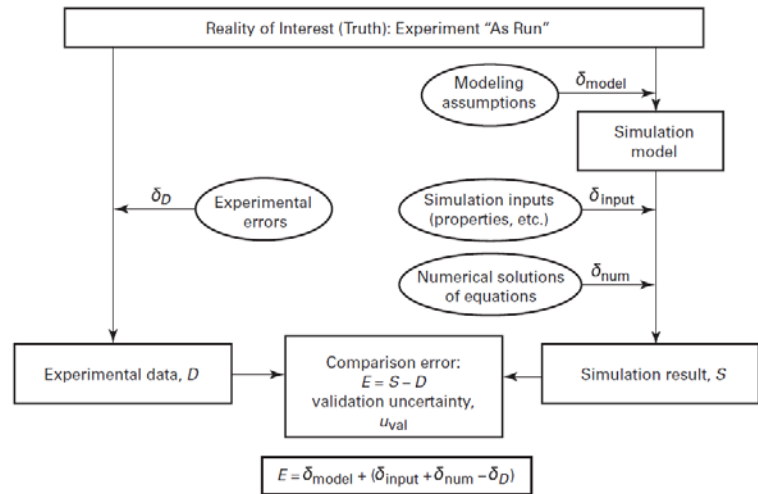 Reality of Interest (Truth): Experiment “As Run”
Modeling
assumptions
δmodel
Simulation
model
δD
Experimental
errors
Simulation inputs
(properties, etc.)
δinput
Numerical solutions
of equations
δnum
Experimental data, D
Comparison error:
E = S – D
validation uncertainty,
uval
Simulation result, S
E = δmodel + (δinput + δnum – δD)